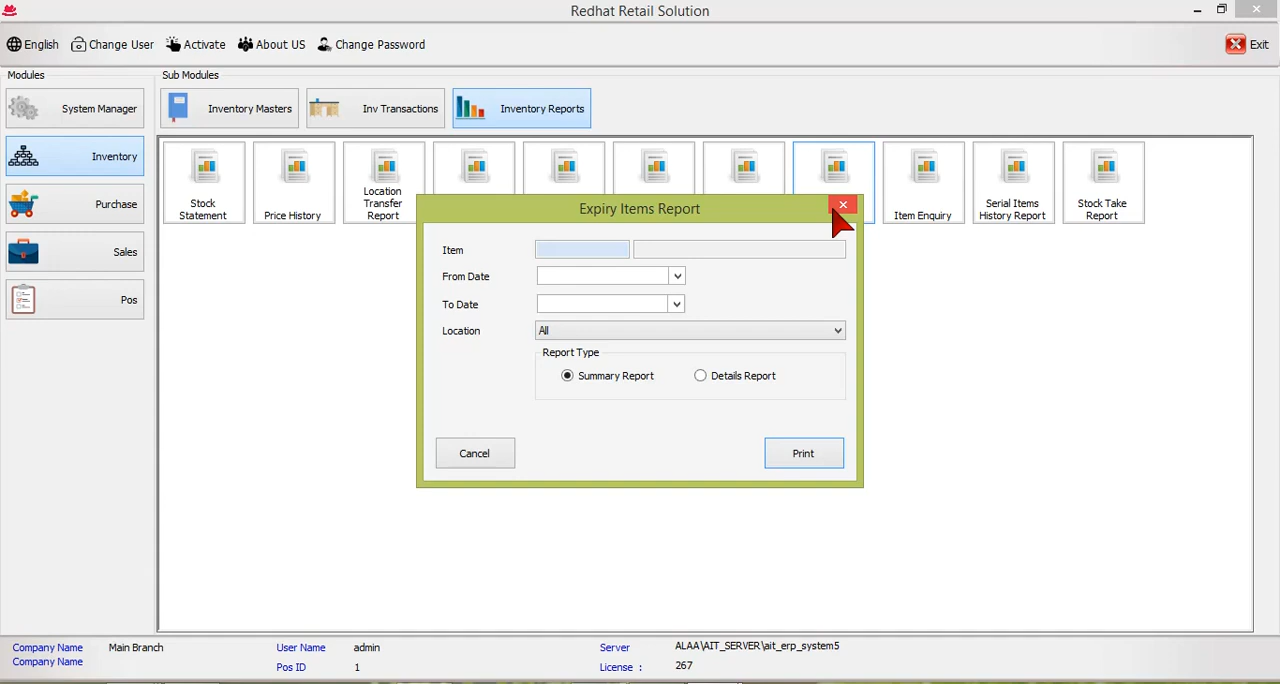 Redhat Retail Solution
English Change User Activate About US Change Password Exit
Modules Sub Modules
System Manager Inventory Masters Inv Transactions Inventory Reports
Inventory
Purchase
Sales
Pos
Stock
Statement
Price History
Location
Transfer
Report
Item Enquiry
Serial Items
History Report
Stock Take
Report
Expiry Items Report
Item
From Date
To Date
Location All
Report Type
Summary Report Details Report
Cancel Print
Company Name Main Branch User Name admin Server ALAA\AIT_SERVER\ait_erp_system5
Company Name Pos ID 1 License : 267